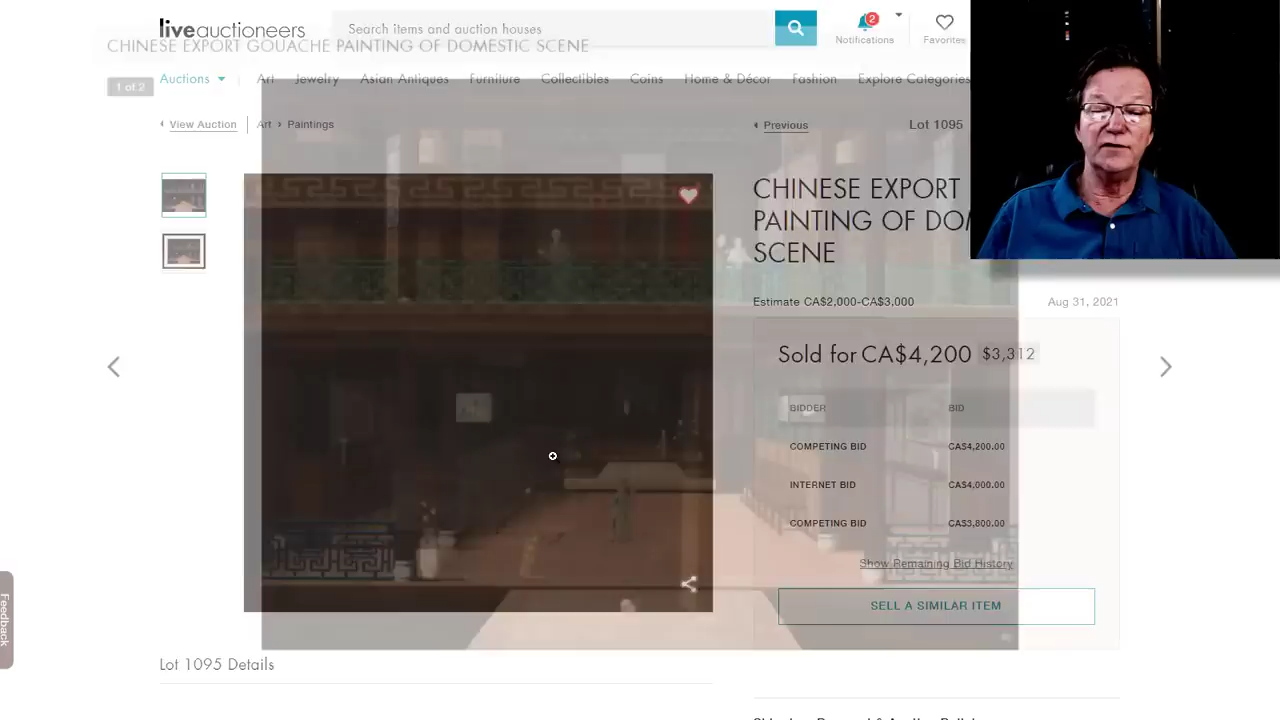 liveauctioneers
Search items and auction houses
2
Notifications
Favorites
CHINESE EXPORT GOUACHE PAINTING OF DOMESTIC SCENE
1 of 2
Auctions
Art
Jewelry
Asian Antiques
Furniture
Collectibles
Coins
Home & Décor
Fashion
Explore Categories
View Auction
Art › Paintings
Previous
Lot 1095
CHINESE EXPORT
PAINTING OF
SCENE
Estimate CA$2,000-CA$3,000
Aug 31, 2021
Sold for CA$4,200 $3,312
BIDDER BID
COMPETING BID CA$4,200.00
INTERNET BID CA$4,000.00
COMPETING BID CA$3,800.00
Show Remaining Bid History
SELL A SIMILAR ITEM
Feedback
Lot 1095 Details